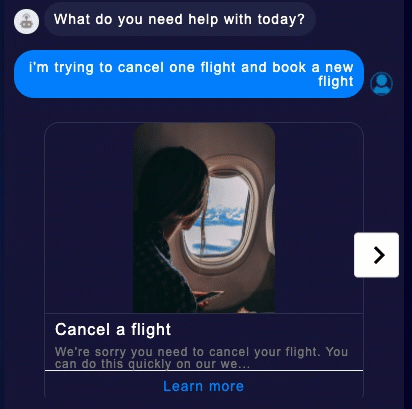 What do you need help with today?
i'm trying to cancel one flight and book a new
flight
Cancel a flight
We're sorry you need to cancel your flight. You
can do this quickly on our we...
Learn more